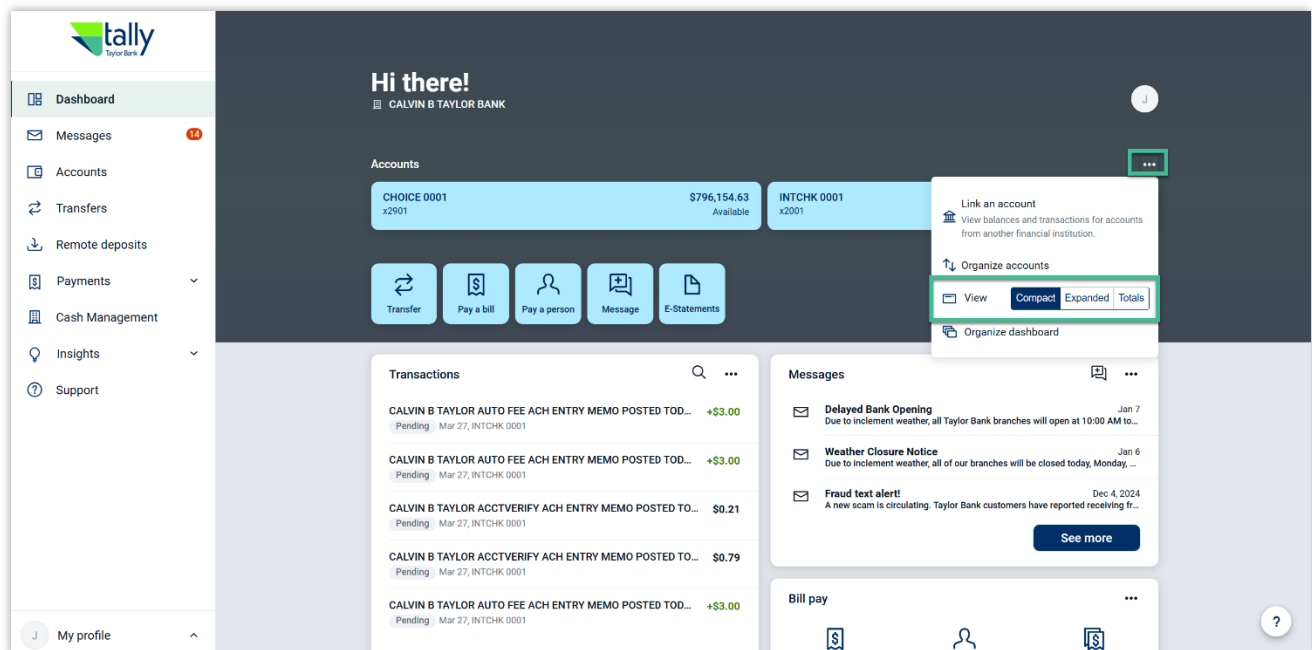 tally
Taylor Bank
Dashboard
Messages 14
Accounts
Transfers
Remote deposits
Payments
Cash Management
Insights
Support
J My profile
Hi there!
CALVIN B TAYLOR BANK
J
Accounts
CHOICE 0001 $796,154.63
x2901 Available
INTCHK 0001
x2001
Link an account
View balances and transactions for accounts
from another financial institution.
Organize accounts
View Compact Expanded Totals
Organize dashboard
Transfer Pay a bill Pay a person Message E-Statements
Transactions
CALVIN B TAYLOR AUTO FEE ACH ENTRY MEMO POSTED TOD... +$3.00
Pending Mar 27, INTCHK 0001
CALVIN B TAYLOR AUTO FEE ACH ENTRY MEMO POSTED TOD... +$3.00
Pending Mar 27, INTCHK 0001
CALVIN B TAYLOR ACCTVERIFY ACH ENTRY MEMO POSTED TO... $0.21
Pending Mar 27, INTCHK 0001
CALVIN B TAYLOR ACCTVERIFY ACH ENTRY MEMO POSTED TO... $0.79
Pending Mar 27, INTCHK 0001
CALVIN B TAYLOR AUTO FEE ACH ENTRY MEMO POSTED TOD... +$3.00
Pending Mar 27, INTCHK 0001
Messages
Delayed Bank Opening Jan 7
Due to inclement weather, all Taylor Bank branches will open at 10:00 AM to...
Weather Closure Notice Jan 6
Due to inclement weather, all of our branches will be closed today, Monday, ...
Fraud text alert! Dec 4, 2024
A new scam is circulating. Taylor Bank customers have reported receiving fr...
See more
Bill pay
?